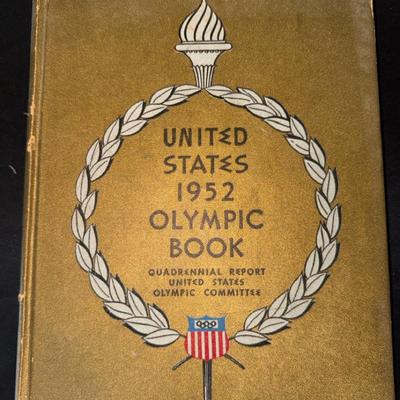 UNITED
STATES
1952
OLYMPIC
BOOK
QUADRENNIAL REPORT
UNITED STATES
OLYMPIC COMMITTEE